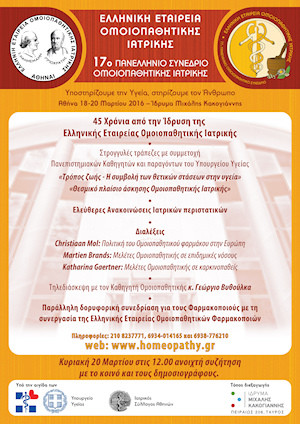 ΕΛΛΗΝΙΚΗ ΕΤΑΙΡΕΙΑ
ΟΜΟΙΟΠΑΘΗΤΙΚΗΣ
ΙΑΤΡΙΚΗΣ
17ο ΠΑΝΕΛΛΗΝΙΟ ΣΥΝΕΔΡΙΟ
ΟΜΟΙΟΠΑΘΗΤΙΚΗΣ ΙΑΤΡΙΚΗΣ
ΕΛΛΗΝΙΚΗ ΕΤΑΙΡΕΙΑ ΟΜΟΙΟΠΑΘΗΤΙΚΗΣ ΙΑΤΡΙΚΗΣ
ΑΘΗΝΑΙ
Υποστηρίζουμε την Υγεία, στηρίζουμε τον Άνθρωπο
Αθήνα 18-20 Μαρτίου 2016 – Ίδρυμα Μιχάλης Κακογιάννης
45 Χρόνια από την Ίδρυση της
Ελληνικής Εταιρείας Ομοιοπαθητικής Ιατρικής
Στρογγυλές τράπεζες με συμμετοχή
Πανεπιστημιακών Καθηγητών και παραγόντων του Υπουργείου Υγείας
«Τρόπος ζωής - Η συμβολή των θετικών στάσεων στην υγεία»
«Θεσμικό πλαίσιο άσκησης Ομοιοπαθητικής Ιατρικής»
Ελεύθερες Ανακοινώσεις Ιατρικών περιστατικών
Διαλέξεις
Christiaan Mol: Πολιτική του Ομοιοπαθητικού φαρμάκου στην Ευρώπη
Martien Brands: Μελέτες Ομοιοπαθητικής σε επιδημικές νόσους
Katharina Gaertner: Μελέτες Ομοιοπαθητικής σε καρκινοπαθείς
Τηλεδιάσκεψη με τον Καθηγητή Ομοιοπαθητικής κ. Γεώργιο Βυθούλκα
Παράλληλη δορυφορική συνεδρίαση για τους Φαρμακοποιούς με τη
συνεργασία της Ελληνικής Εταιρείας Ομοιοπαθητικών Φαρμακοποιών
Πληροφορίες: 210 8237771, 6934-014165 και 6938-776210
web: www.homeopathy.gr
Κυριακή 20 Μαρτίου στις 12.00 ανοιχτή συζήτηση
με το κοινό και τους δημοσιογράφους.
Υπό την αιγίδα των
Υπουργείο
Υγείας
Ιατρικός
Σύλλογος Αθηνών
Τόπος διεξαγωγής
ΙΔΡΥΜΑ
ΜΙΧΑΛΗΣ
ΚΑΚΟΓΙΑΝΝΗΣ
ΠΕΙΡΑΙΩΣ 206, ΤΑΥΡΟΣ